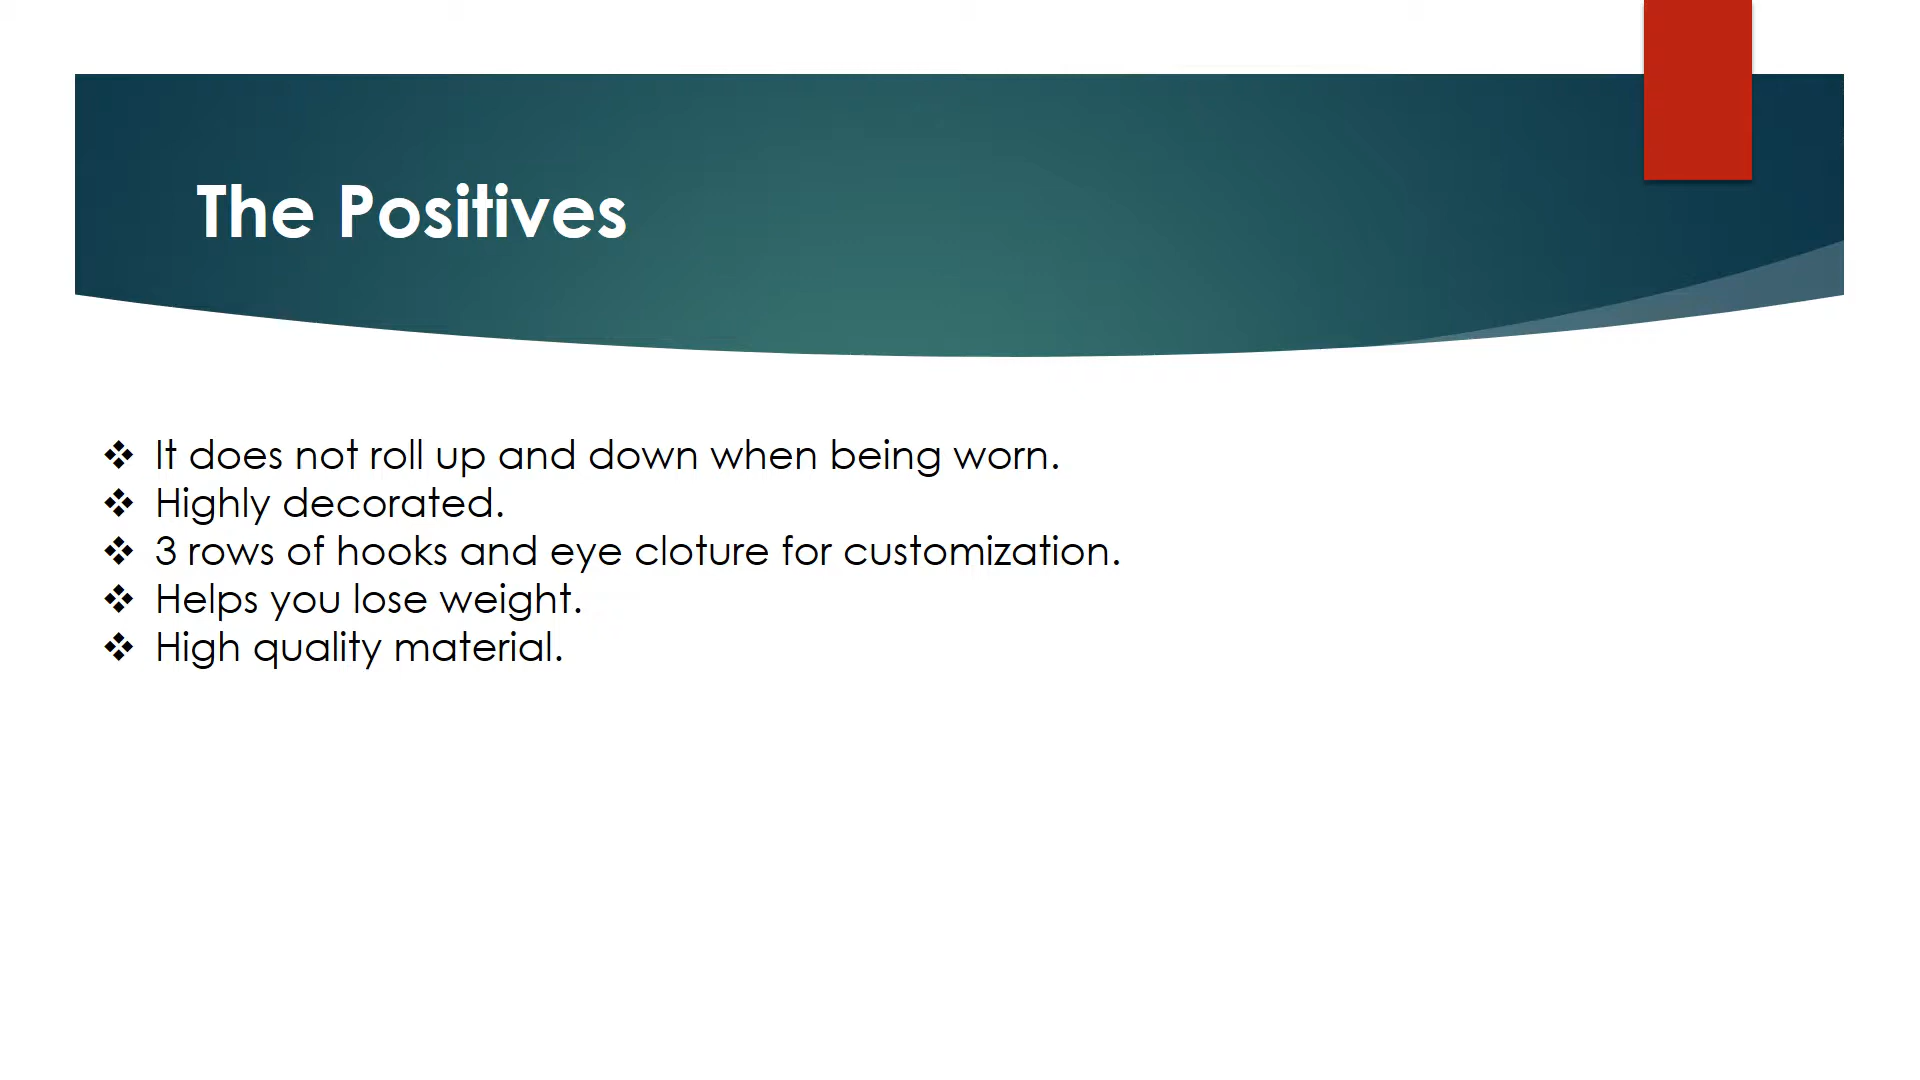 The Positives
❖ It does not roll up and down when being worn.
❖ Highly decorated.
❖ 3 rows of hooks and eye cloture for customization.
❖ Helps you lose weight.
❖ High quality material.